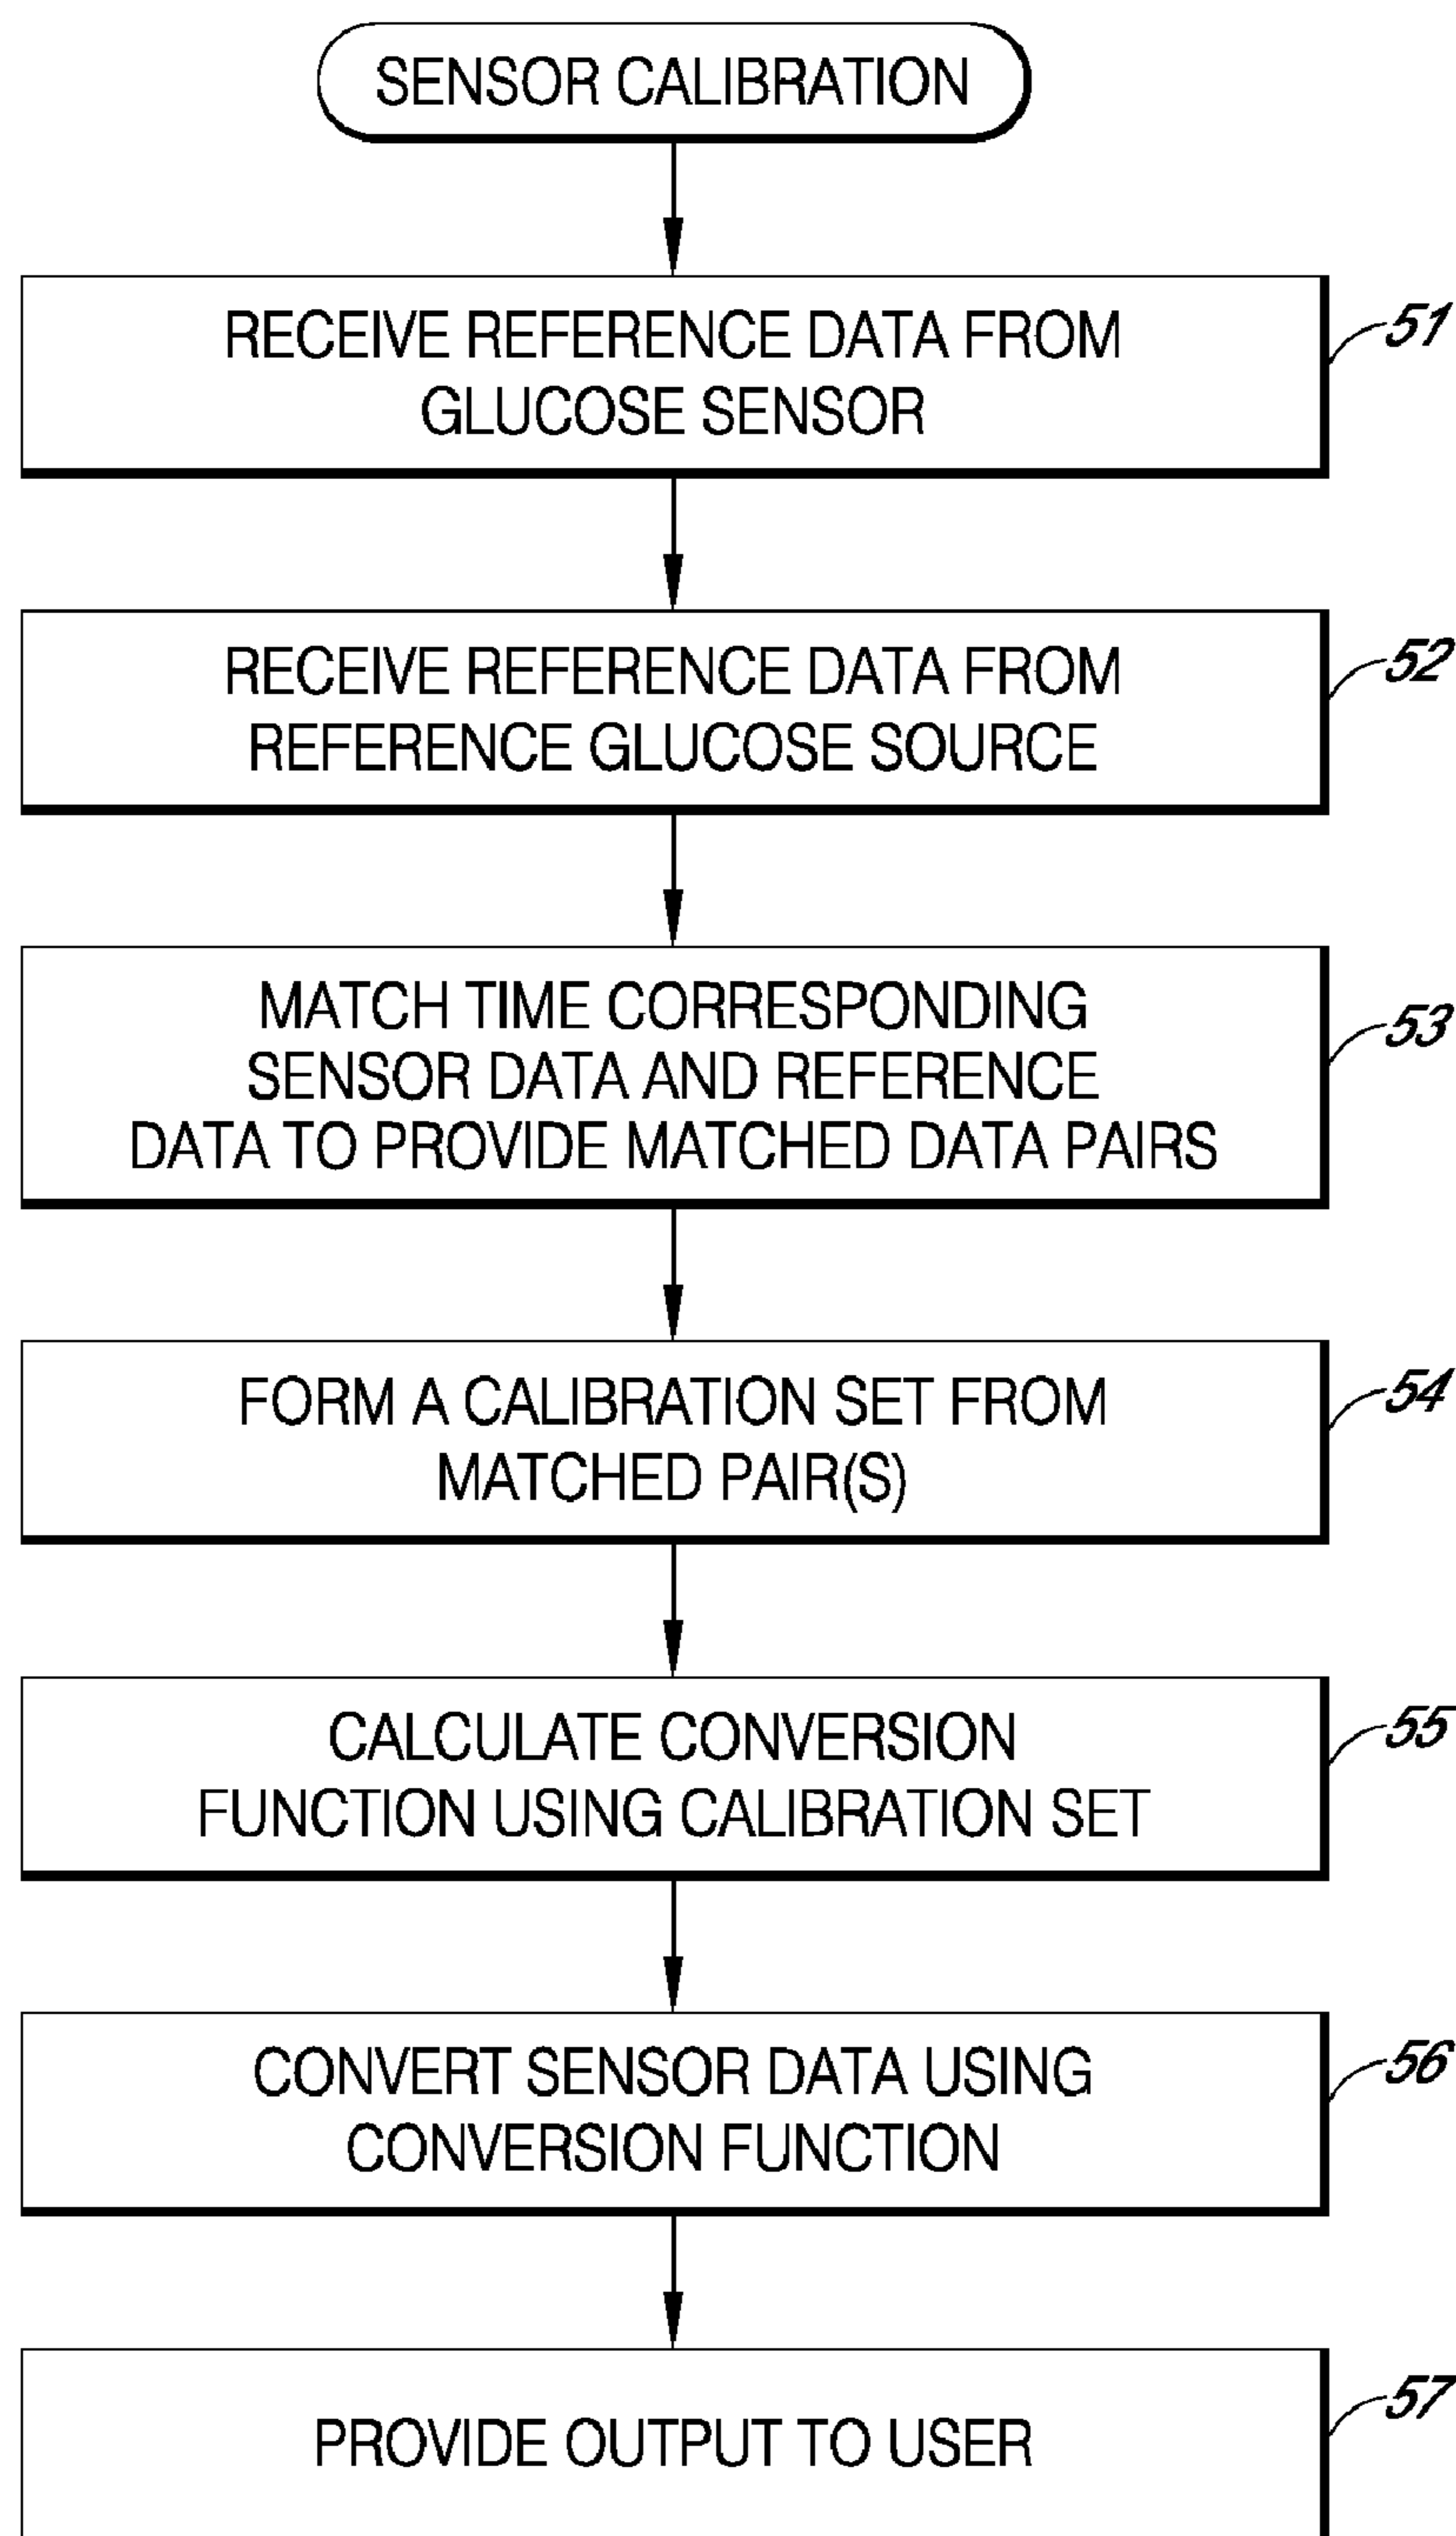 SENSOR CALIBRATION
RECEIVE REFERENCE DATA FROM
GLUCOSE SENSOR
51
RECEIVE REFERENCE DATA FROM
REFERENCE GLUCOSE SOURCE
52
MATCH TIME CORRESPONDING
SENSOR DATA AND REFERENCE
DATA TO PROVIDE MATCHED DATA PAIRS
53
FORM A CALIBRATION SET FROM
MATCHED PAIR(S)
54
CALCULATE CONVERSION
FUNCTION USING CALIBRATION SET
55
CONVERT SENSOR DATA USING
CONVERSION FUNCTION
56
PROVIDE OUTPUT TO USER
57